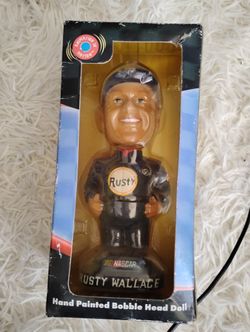 Rusty
NASCAR
RUSTY WALLACE
Hand Painted Bobble Head Doll